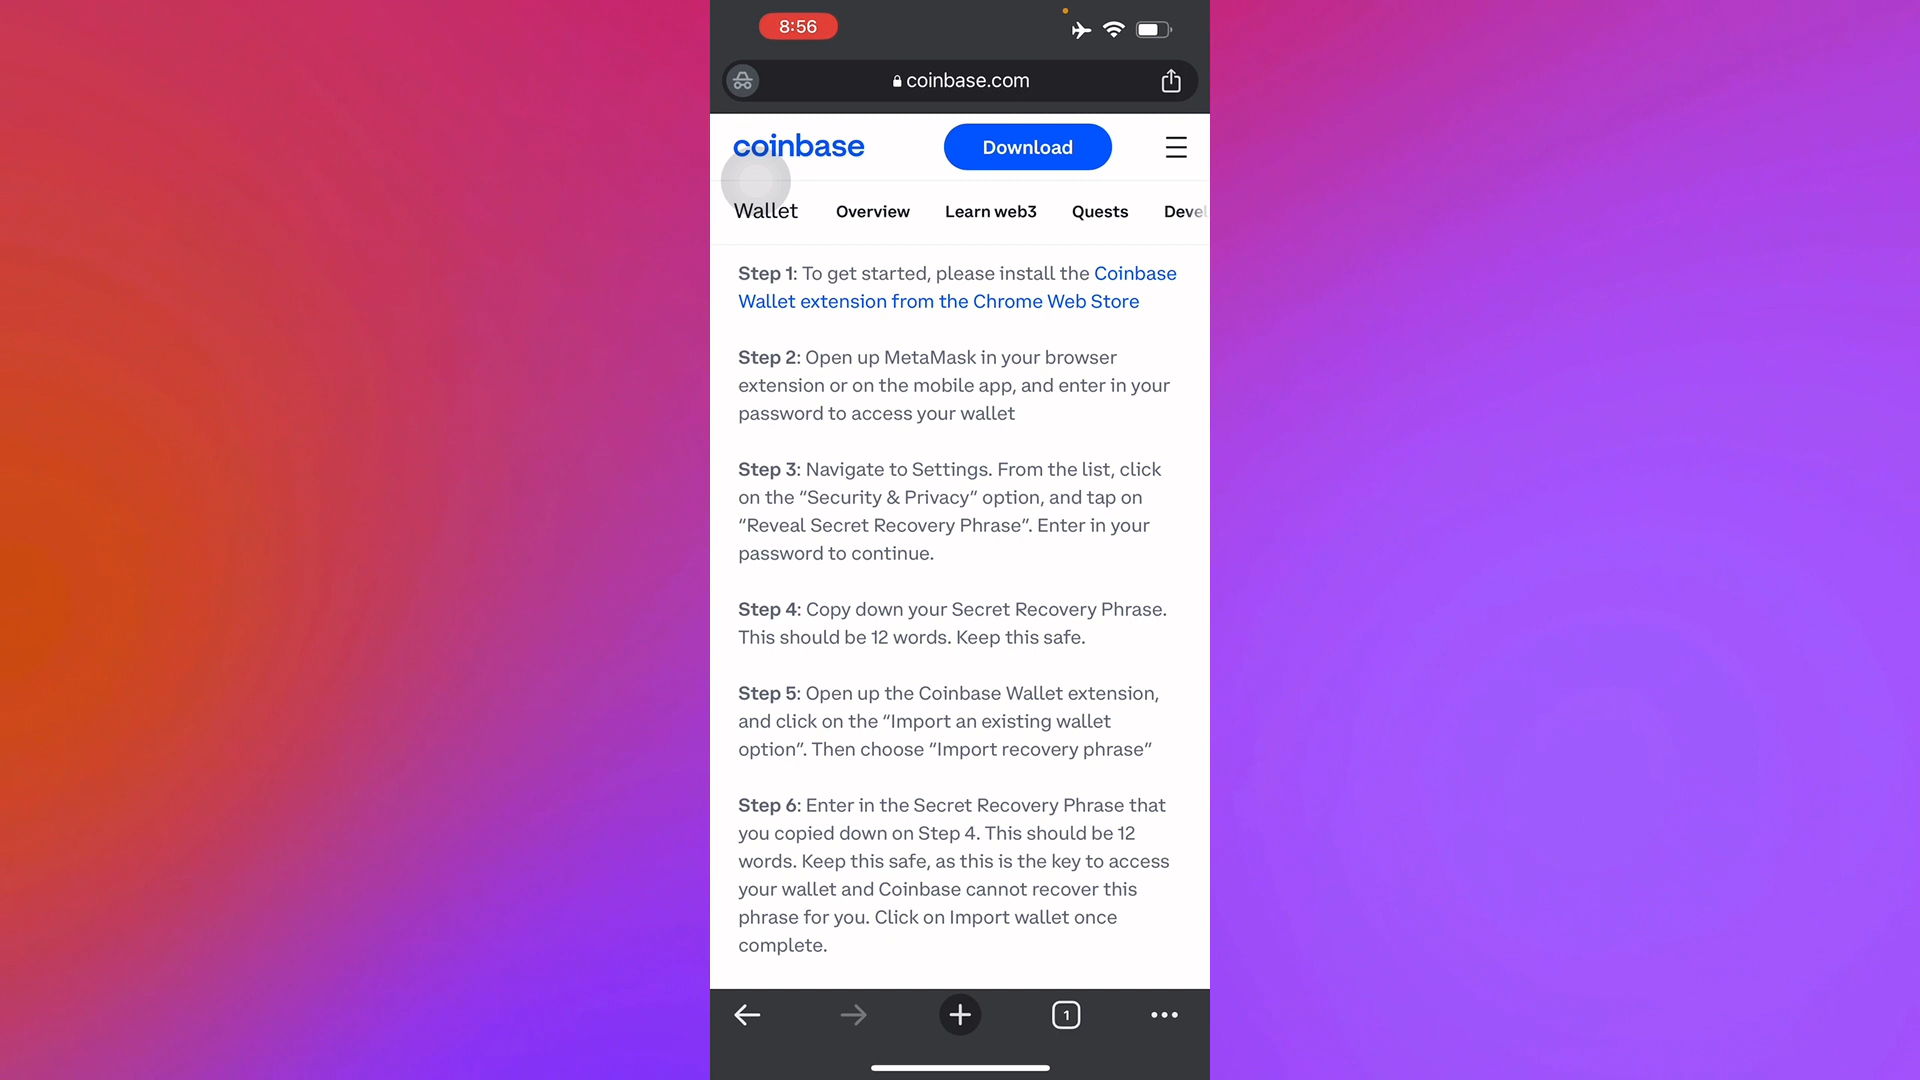 8:56
coinbase.com
coinbase
Download
Wallet Overview Learn web3 Quests Devel
Step 1: To get started, please install the Coinbase
Wallet extension from the Chrome Web Store
Step 2: Open up MetaMask in your browser
extension or on the mobile app, and enter in your
password to access your wallet
Step 3: Navigate to Settings. From the list, click
on the “Security & Privacy” option, and tap on
“Reveal Secret Recovery Phrase”. Enter in your
password to continue.
Step 4: Copy down your Secret Recovery Phrase.
This should be 12 words. Keep this safe.
Step 5: Open up the Coinbase Wallet extension,
and click on the “Import an existing wallet
option”. Then choose “Import recovery phrase”
Step 6: Enter in the Secret Recovery Phrase that
you copied down on Step 4. This should be 12
words. Keep this safe, as this is the key to access
your wallet and Coinbase cannot recover this
phrase for you. Click on Import wallet once
complete.
1